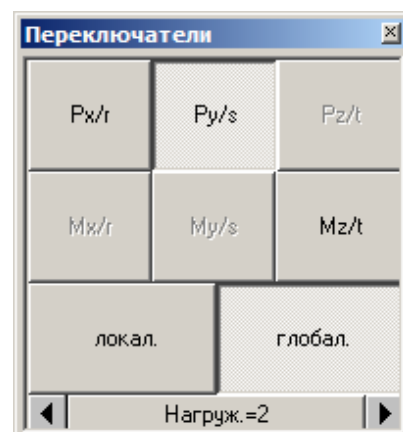 Переключатели
Px/r Py/s Pz/t
Mx/r My/s Mz/t
локал. глобал.
Нагруж.=2